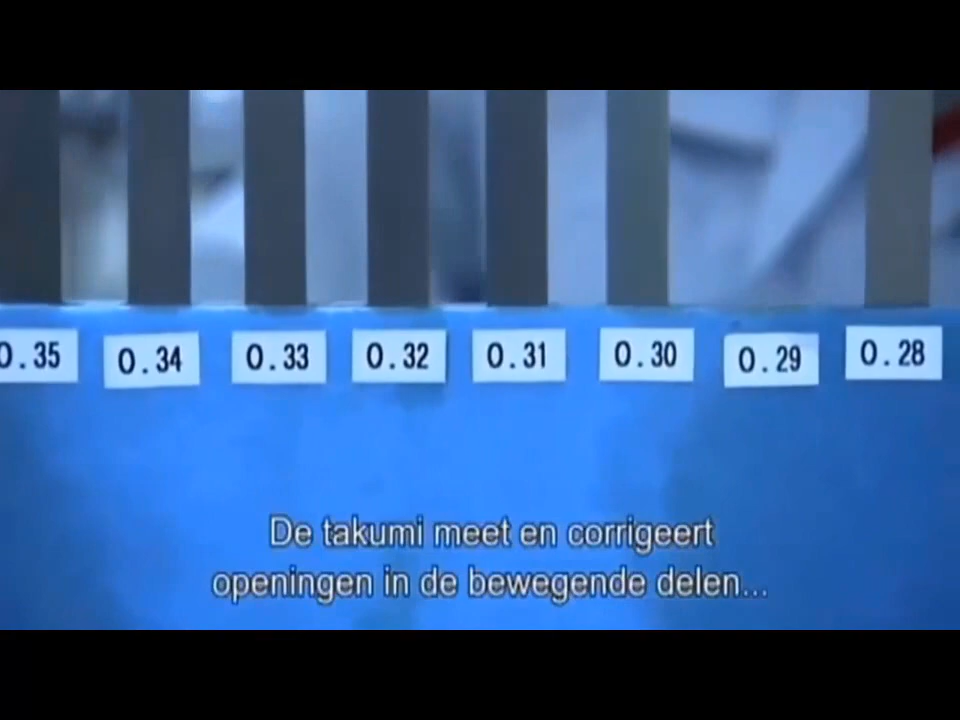 0.35 0.34 0.33 0.32 0.31 0.30 0.29 0.28
De takumi meet en corrigeert
openingen in de bewegende delen...